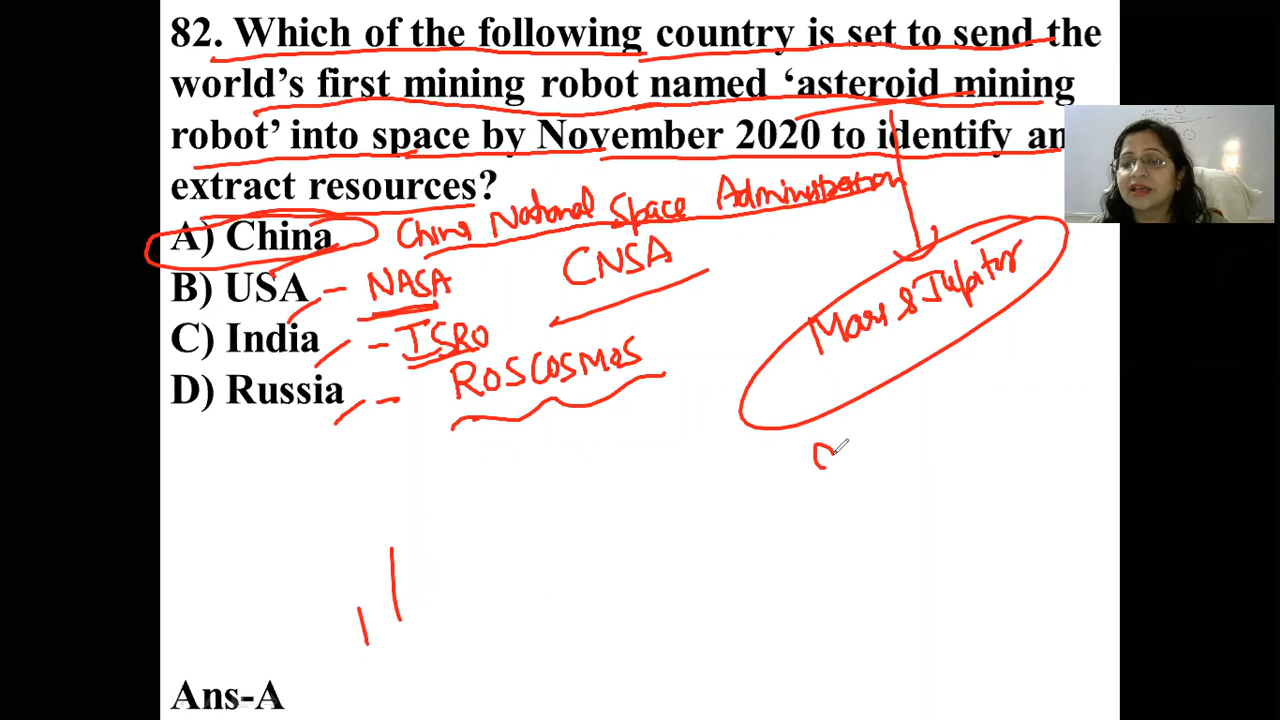 82. Which of the following country is set to send the
world's first mining robot named ‘asteroid mining
robot’ into space by November 2020 to identify an
extract resources?
A) China China National Space Administration
CNSA
B) USA - NASA
C) India - ISRO
D) Russia - ROSCOSMOS
Mars & Jupiter
Ans-A